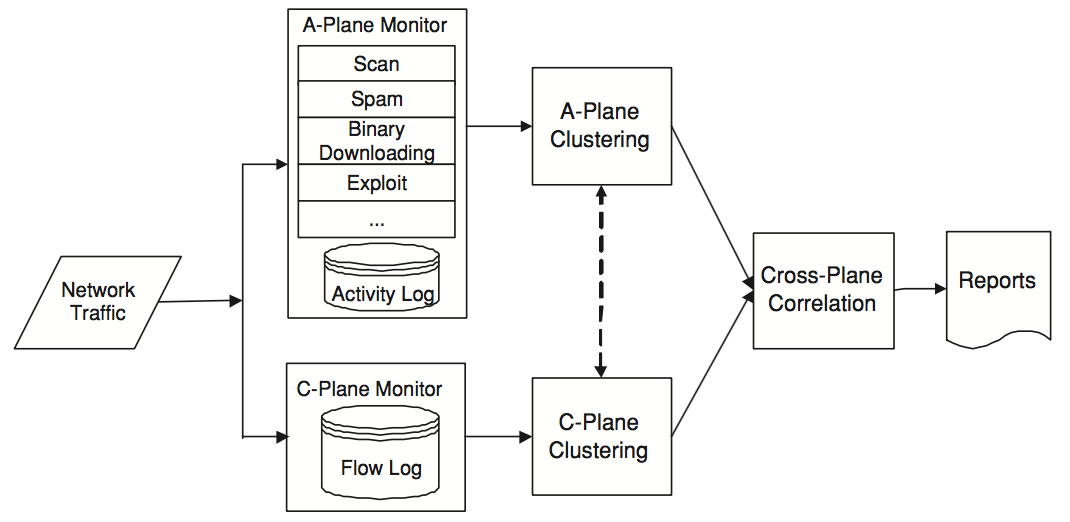 A-Plane Monitor
Scan
Spam
Binary
Downloading
Exploit
...
Activity Log
A-Plane
Clustering
Network
Traffic
Cross-Plane
Correlation
Reports
C-Plane Monitor
Flow Log
C-Plane
Clustering